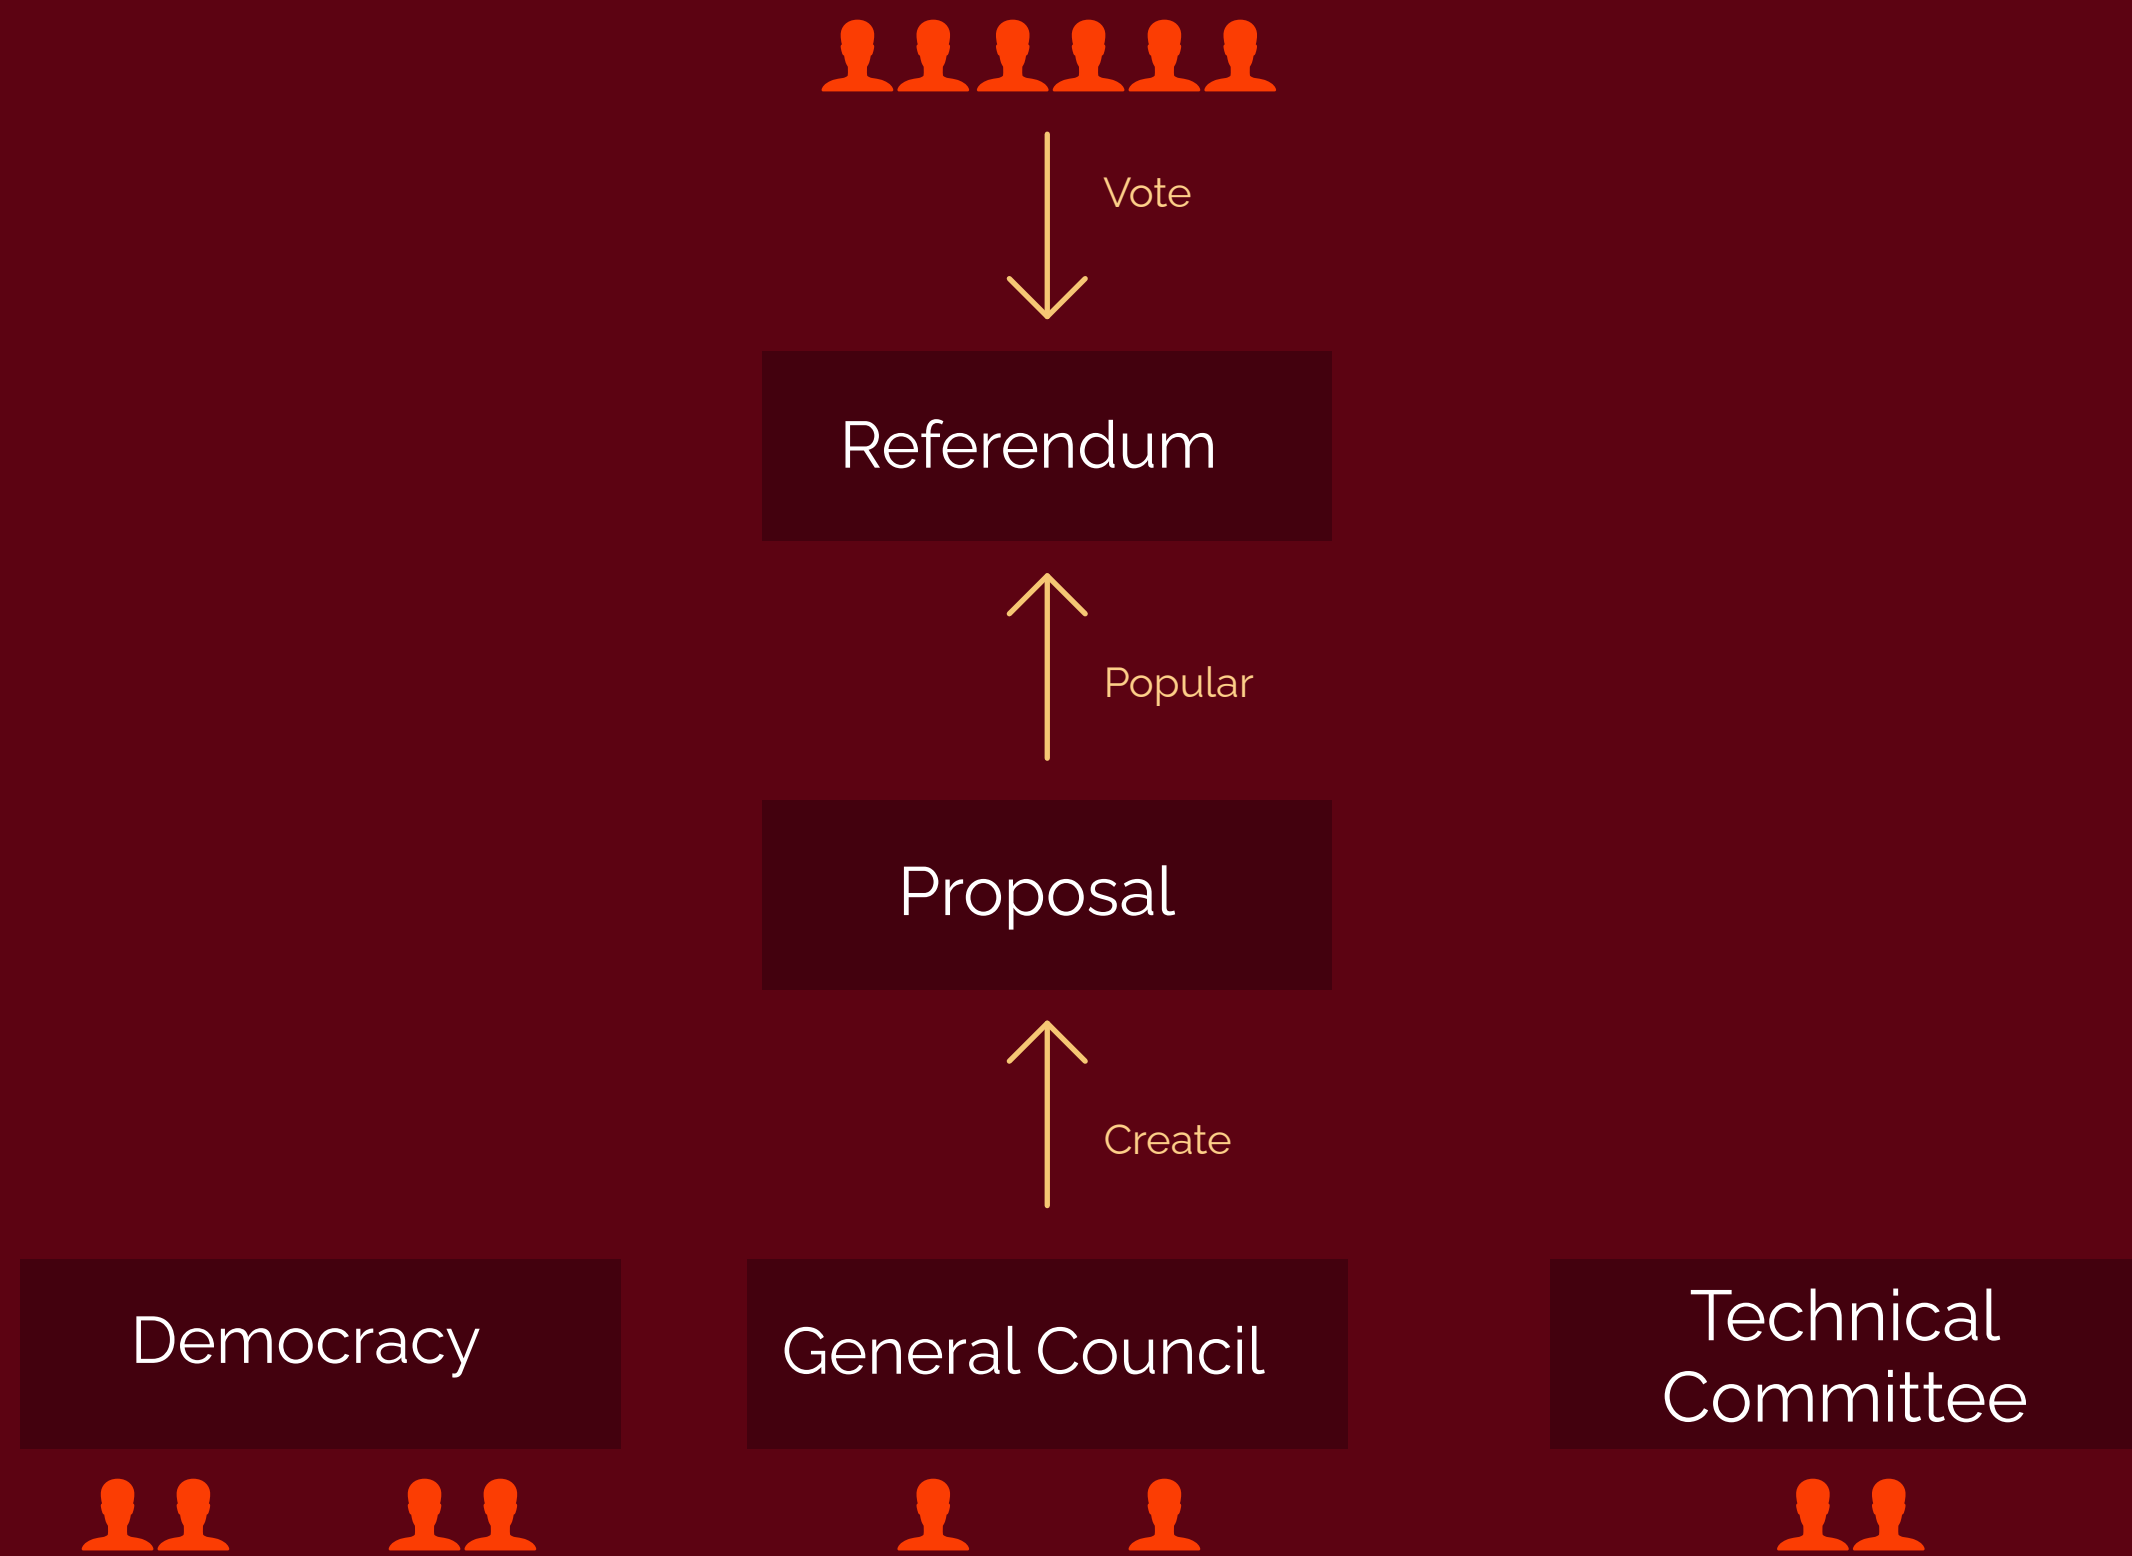 Vote
Referendum
Popular
Proposal
Create
Democracy
General Council
Technical
Committee